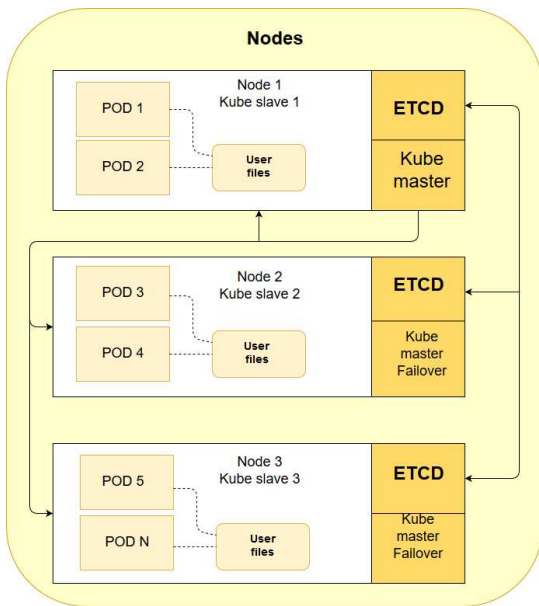 Nodes
Node 1
Kube slave 1
POD 1
POD 2
User
files
ETCD
Kube
master
Node 2
Kube slave 2
POD 3
POD 4
User
files
ETCD
Kube
master
Failover
Node 3
Kube slave 3
POD 5
POD N
User
files
ETCD
Kube
master
Failover